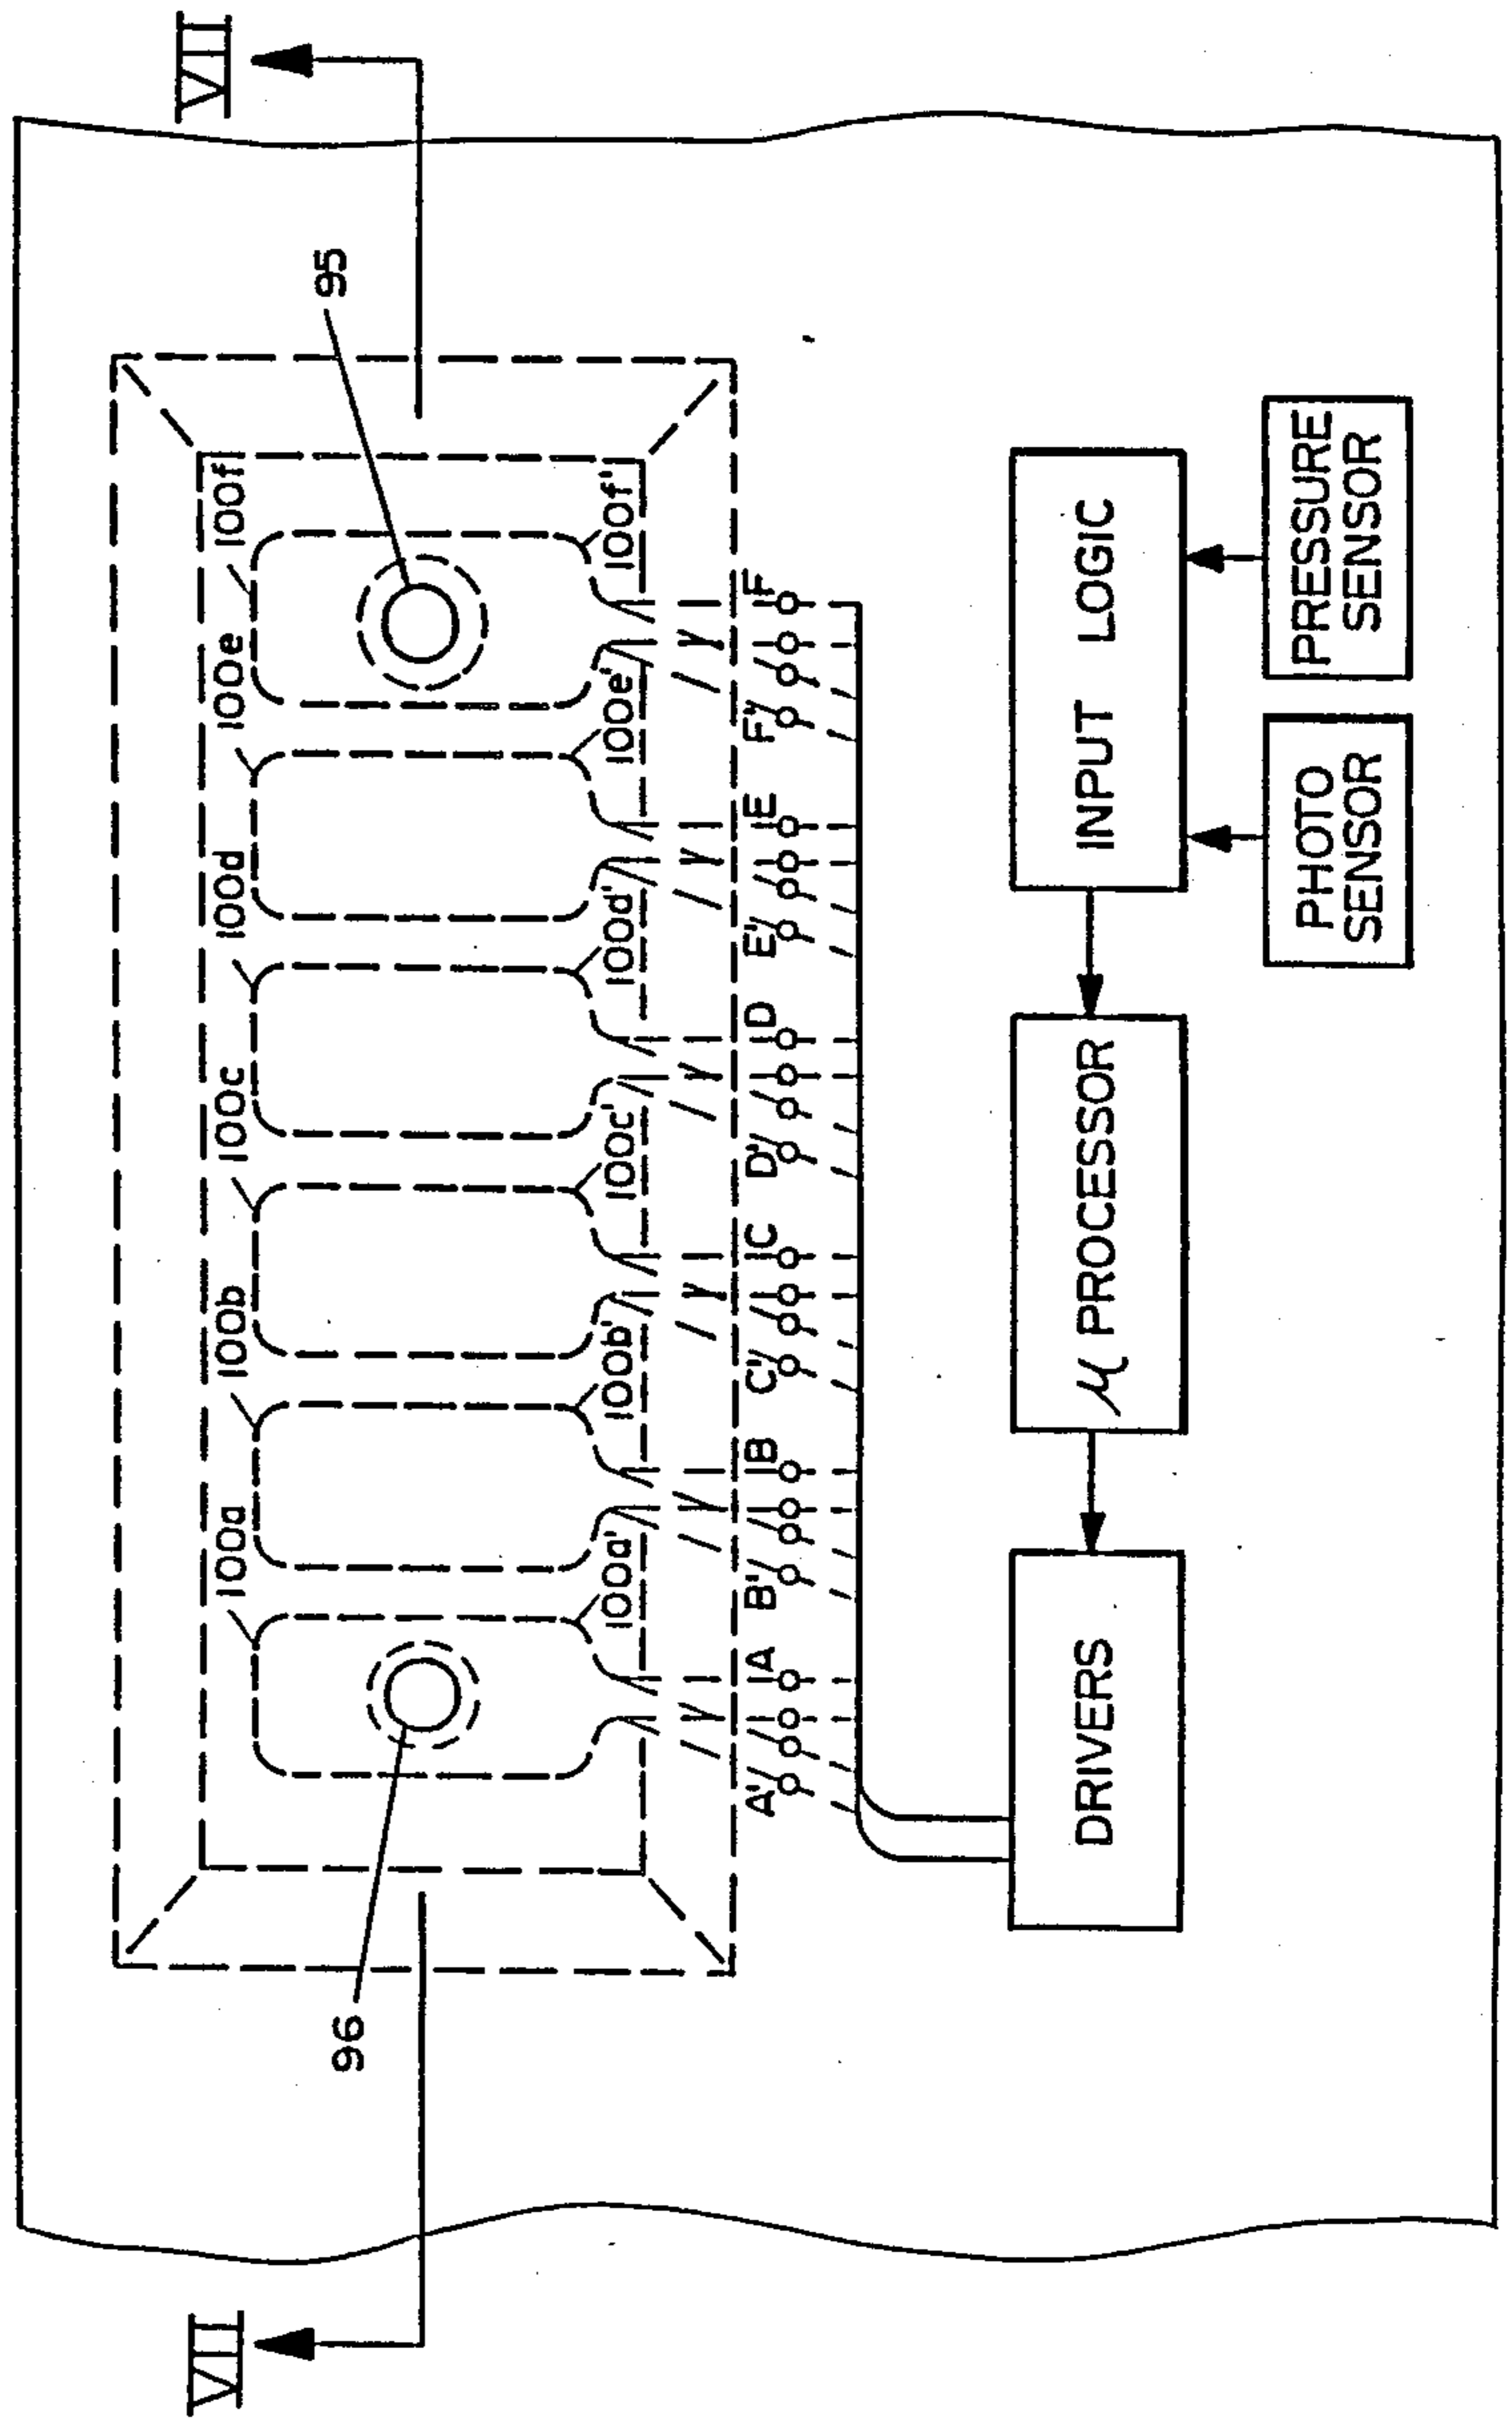 VII
VII
96
95
100a
100b
100c
100d
100e
100f
100a'
100b'
100c'
100d'
100e'
100f'
A' A B' B C' C D' D E' E F' F
DRIVERS
μ PROCESSOR
INPUT LOGIC
PHOTO
SENSOR
PRESSURE
SENSOR